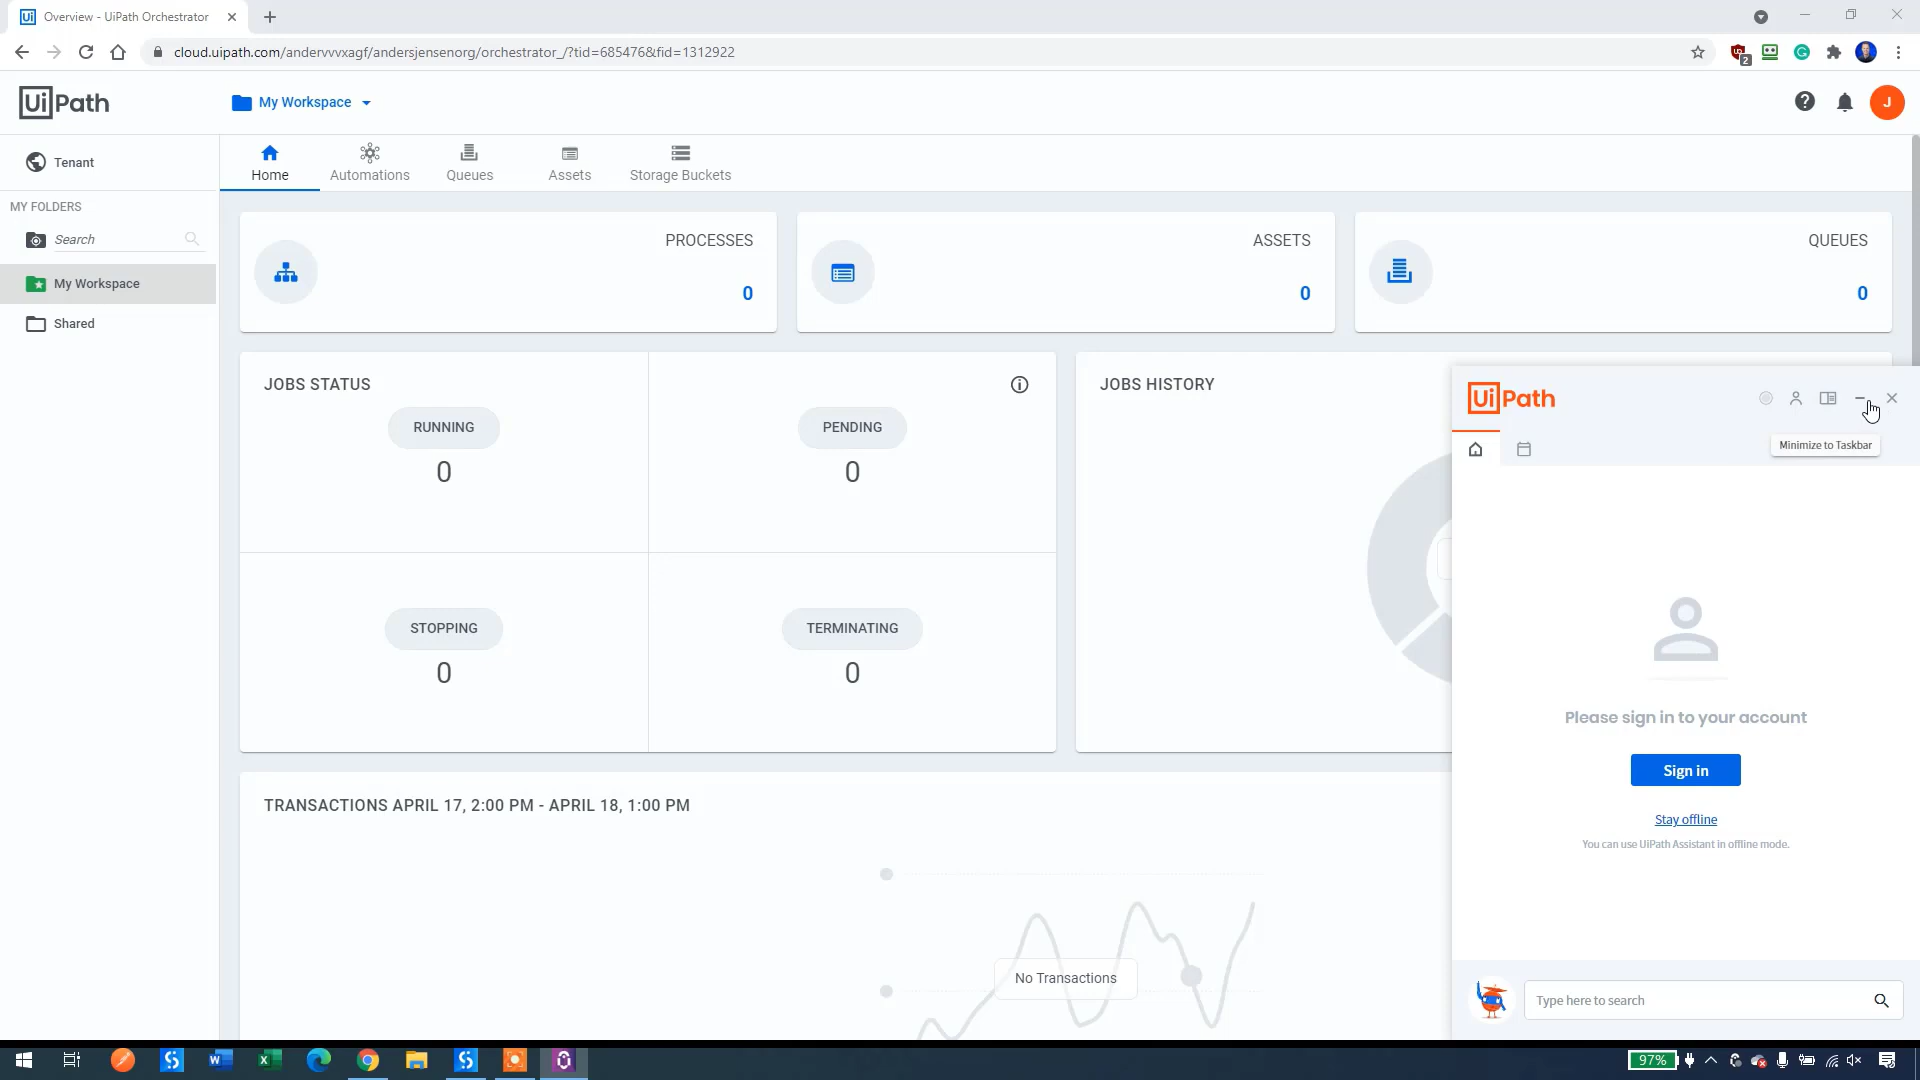 Overview - UiPath Orchestrator
cloud.uipath.com/andervvvxagf/andersjensenorg/orchestrator_/?tid=685476&fid=1312922
2
UiPath
My Workspace
J
Tenant
Home
Automations
Queues
Assets
Storage Buckets
MY FOLDERS
Search
My Workspace
Shared
PROCESSES
0
ASSETS
0
QUEUES
0
JOBS STATUS
RUNNING
0
PENDING
0
STOPPING
0
TERMINATING
0
JOBS HISTORY
TRANSACTIONS APRIL 17, 2:00 PM - APRIL 18, 1:00 PM
No Transactions
UiPath
Minimize to Taskbar
Please sign in to your account
Sign in
Stay offline
You can use UiPath Assistant in offline mode.
Type here to search
97%